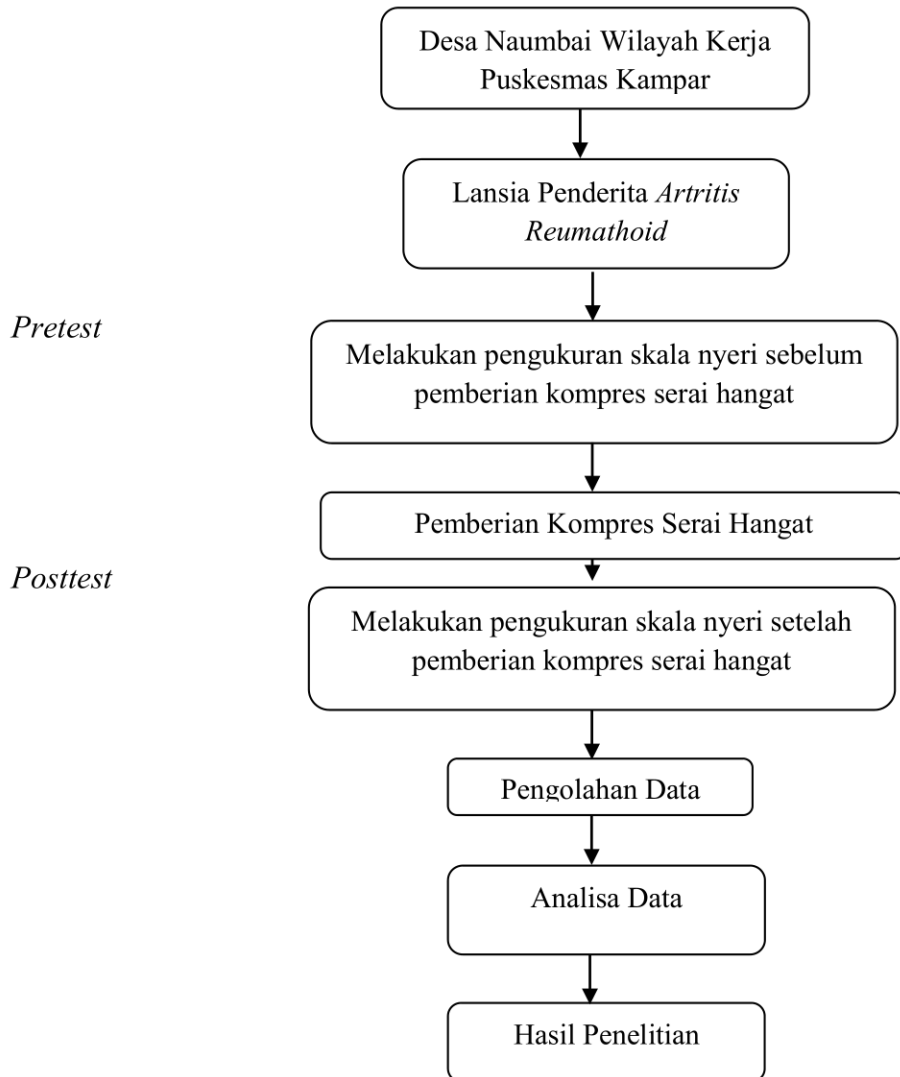 Desa Naumbai Wilayah Kerja
Puskesmas Kampar
Lansia Penderita Artritis
Reumathoid
Pretest
Melakukan pengukuran skala nyeri sebelum
pemberian kompres serai hangat
Pemberian Kompres Serai Hangat
Posttest
Melakukan pengukuran skala nyeri setelah
pemberian kompres serai hangat
Pengolahan Data
Analisa Data
Hasil Penelitian